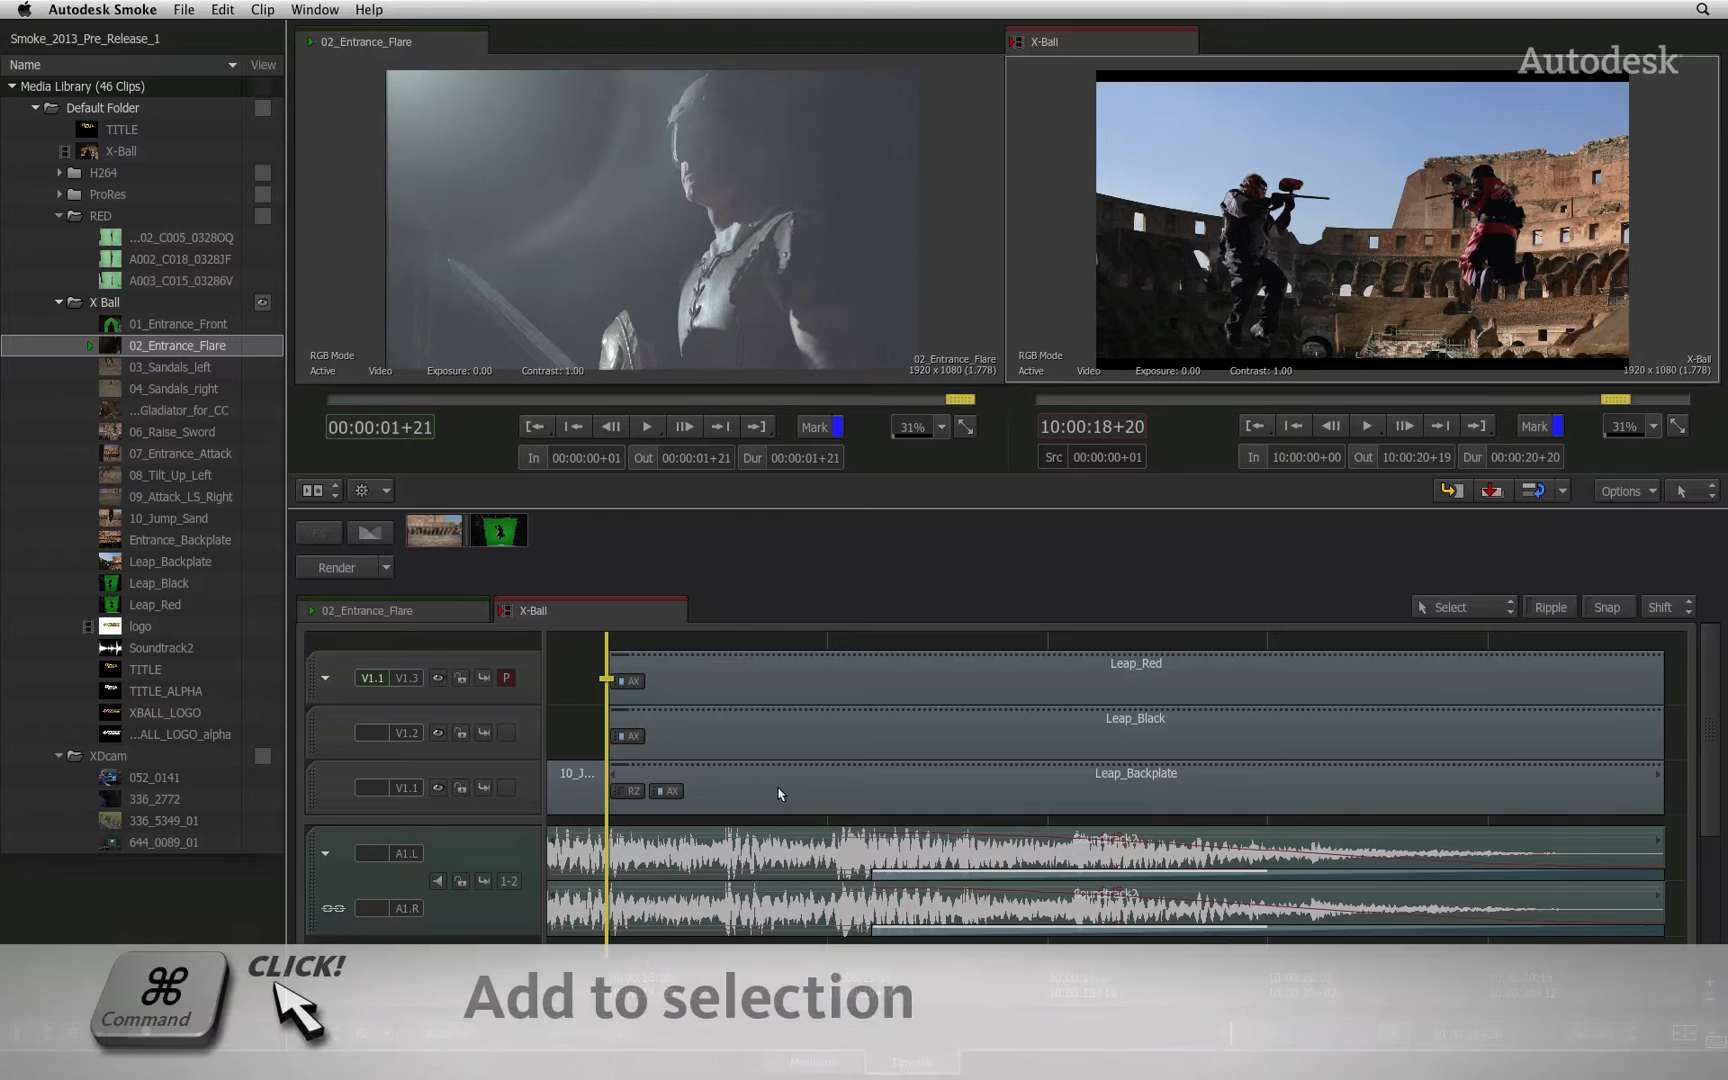 Autodesk Smoke File Edit Clip Window Help
Smoke_2013_Pre_Release_1
Name View
Media Library (46 Clips)
Default Folder
TITLE
X-Ball
H264
ProRes
RED
...02_C005_0328OQ
A002_C018_0328JF
A003_C015_03286V
X Ball
01_Entrance_Front
02_Entrance_Flare
03_Sandals_left
04_Sandals_right
...Gladiator_for_CC
06_Raise_Sword
07_Entrance_Attack
08_Tilt_Up_Left
09_Attack_LS_Right
10_Jump_Sand
Entrance_Backplate
Leap_Backplate
Leap_Black
Leap_Red
logo
Soundtrack2
TITLE
TITLE_ALPHA
XBALL_LOGO
...ALL_LOGO_alpha
XDcam
052_0141
336_2772
336_5349_01
644_0089_01
02_Entrance_Flare
RGB Mode 02_Entrance_Flare
Active Video Exposure: 0.00 Contrast: 1.00 1920 x 1080 (1.778)
00:00:01+21 Mark 31%
In 00:00:00+01 Out 00:00:01+21 Dur 00:00:01+21
X-Ball
Autodesk
RGB Mode X-Ball
Active Video Exposure: 0.00 Contrast: 1.00 1920 x 1080 (1.778)
10:00:18+20 Mark 31%
Src 00:00:00+01 In 10:00:00+00 Out 10:00:20+19 Dur 00:00:20+20
Options
FX
Render
02_Entrance_Flare X-Ball Select Ripple Snap Shift
V1.1 V1.3 P Leap_Red
AX
V1.2 Leap_Black
AX
V1.1 10_J... Leap_Backplate
RZ AX
A1.L Soundtrack2
1-2
A1.R Soundtrack2
⌘
Command
CLICK!
Add to selection
Timeline